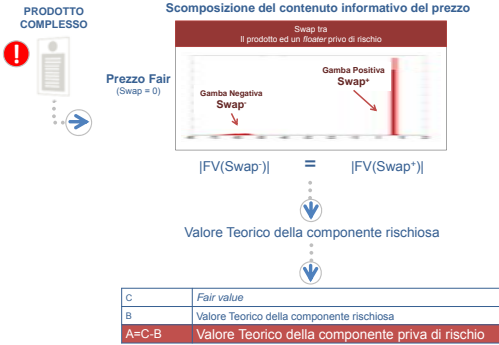 PRODOTTO
COMPLESSO
Scomposizione del contenuto informativo del prezzo
Swap tra
Il prodotto ed un floater privo di rischio
Prezzo Fair
(Swap = 0)
Gamba Negativa
Swap-
Gamba Positiva
Swap+
|FV(Swap-)| = |FV(Swap+)|
Valore Teorico della componente rischiosa
C Fair value
B Valore Teorico della componente rischiosa
A=C-B Valore Teorico della componente priva di rischio